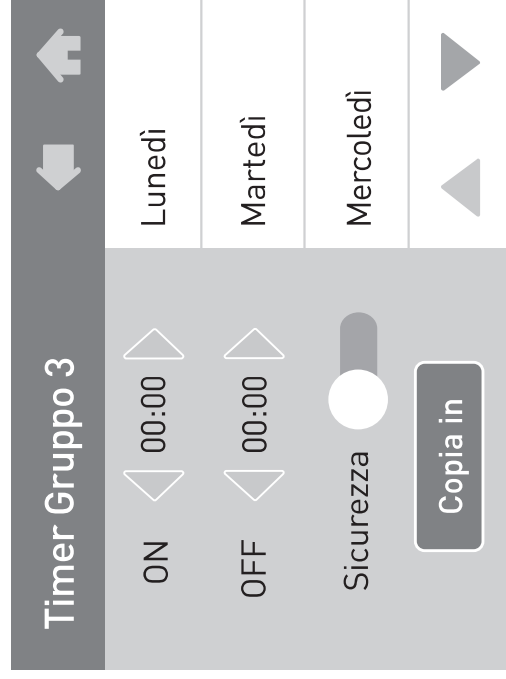 Timer Gruppo 3
ON 00:00
OFF 00:00
Sicurezza
Copia in
Lunedì
Martedì
Mercoledì